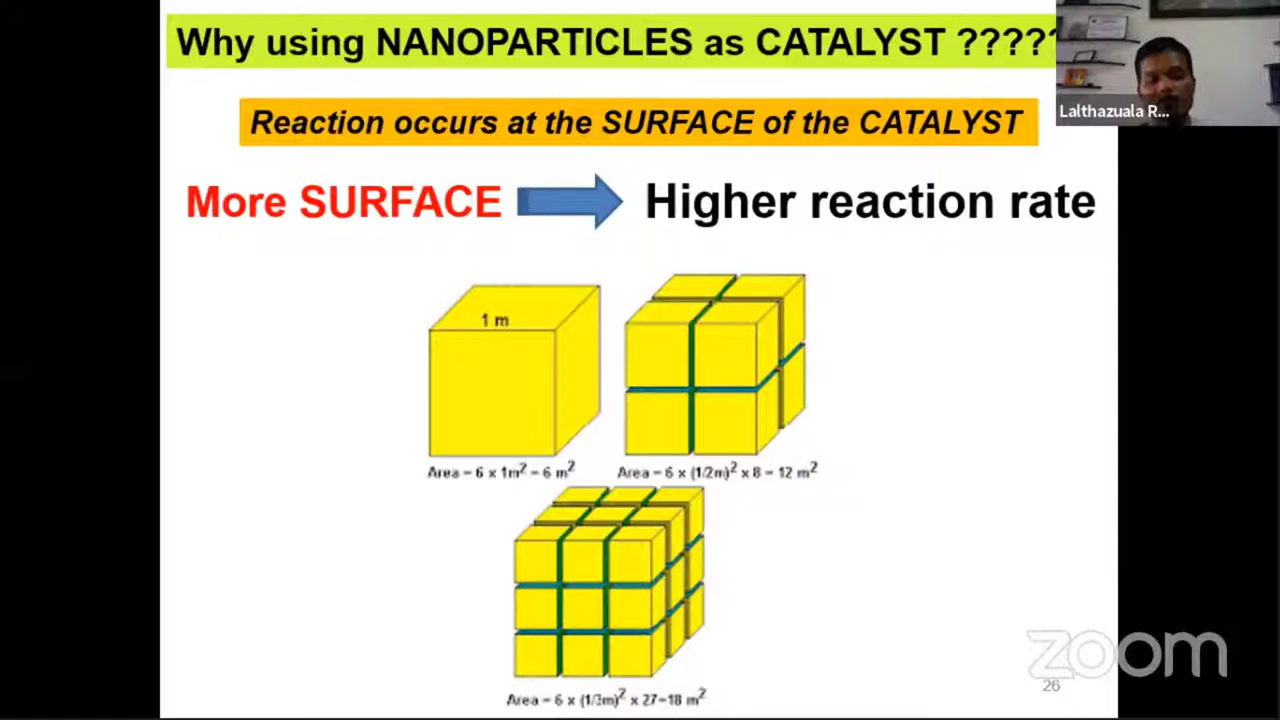 Why using NANOPARTICLES as CATALYST ?????
Lalthazuala R...
Reaction occurs at the SURFACE of the CATALYST
More SURFACE Higher reaction rate
1 m
Area = 6 x 1m² = 6 m²
Area = 6 x (1/2m)² x 8 = 12 m²
Area = 6 x (1/3m)² x 27=18 m²
zoom
26